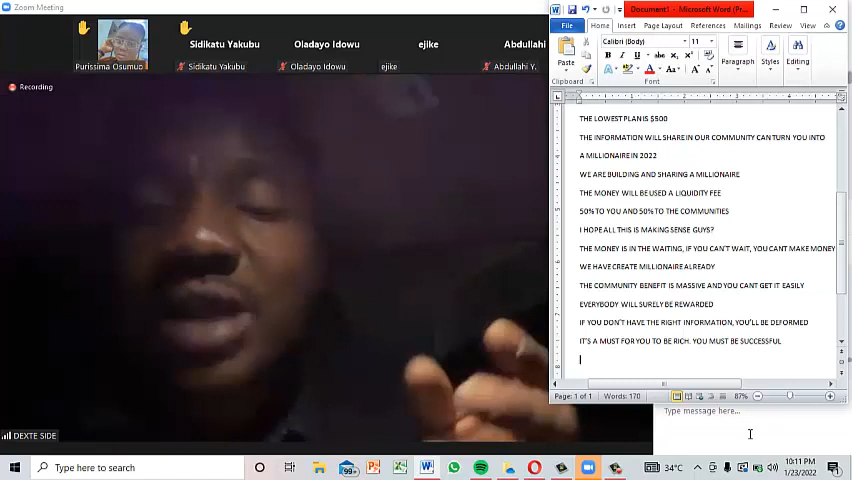 Zoom Meeting
Purissima Osumuo
Sidikatu Yakubu
Sidikatu Yakubu
Oladayo Idowu
Oladayo Idowu
ejike
ejike
Abdullahi
Abdullahi Y.
Recording
DEXTE SIDE
Document1 - Microsoft Word (Pr...
File
Home
Insert
Page Layout
References
Mailings
Review
View
Calibri (Body)
11
Paste
Paragraph
Styles
Editing
Clipboard
Font
THE LOWEST PLAN IS $500
THE INFORMATION WILL SHARE IN OUR COMMUNITY CAN TURN YOU INTO
A MILLIONAIRE IN 2022
WE ARE BUILDING AND SHARING A MILLIONAIRE
THE MONEY WILL BE USED A LIQUIDITY FEE
50% TO YOU AND 50% TO THE COMMUNITIES
I HOPE ALL THIS IS MAKING SENSE GUYS?
THE MONEY IS IN THE WAITING, IF YOU CAN'T WAIT, YOU CANT MAKE MONEY
WE HAVE CREATE MILLIONAIRE ALREADY
THE COMMUNITY BENEFIT IS MASSIVE AND YOU CANT GET IT EASILY
EVERYBODY WILL SURELY BE REWARDED
IF YOU DON'T HAVE THE RIGHT INFORMATION, YOU'LL BE DEFORMED
IT'S A MUST FOR YOU TO BE RICH. YOU MUST BE SUCCESSFUL
Page: 1 of 1
Words: 170
87%
Type message here...
Type here to search
99+
34°C
10:11 PM
1/23/2022